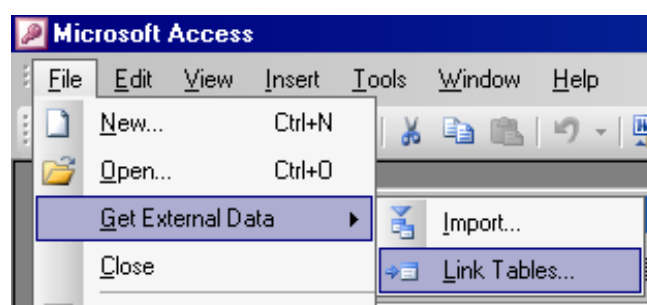 Microsoft Access
File Edit View Insert Tools Window Help
New... Ctrl+N
Open... Ctrl+O
Get External Data Import...
Close Link Tables...